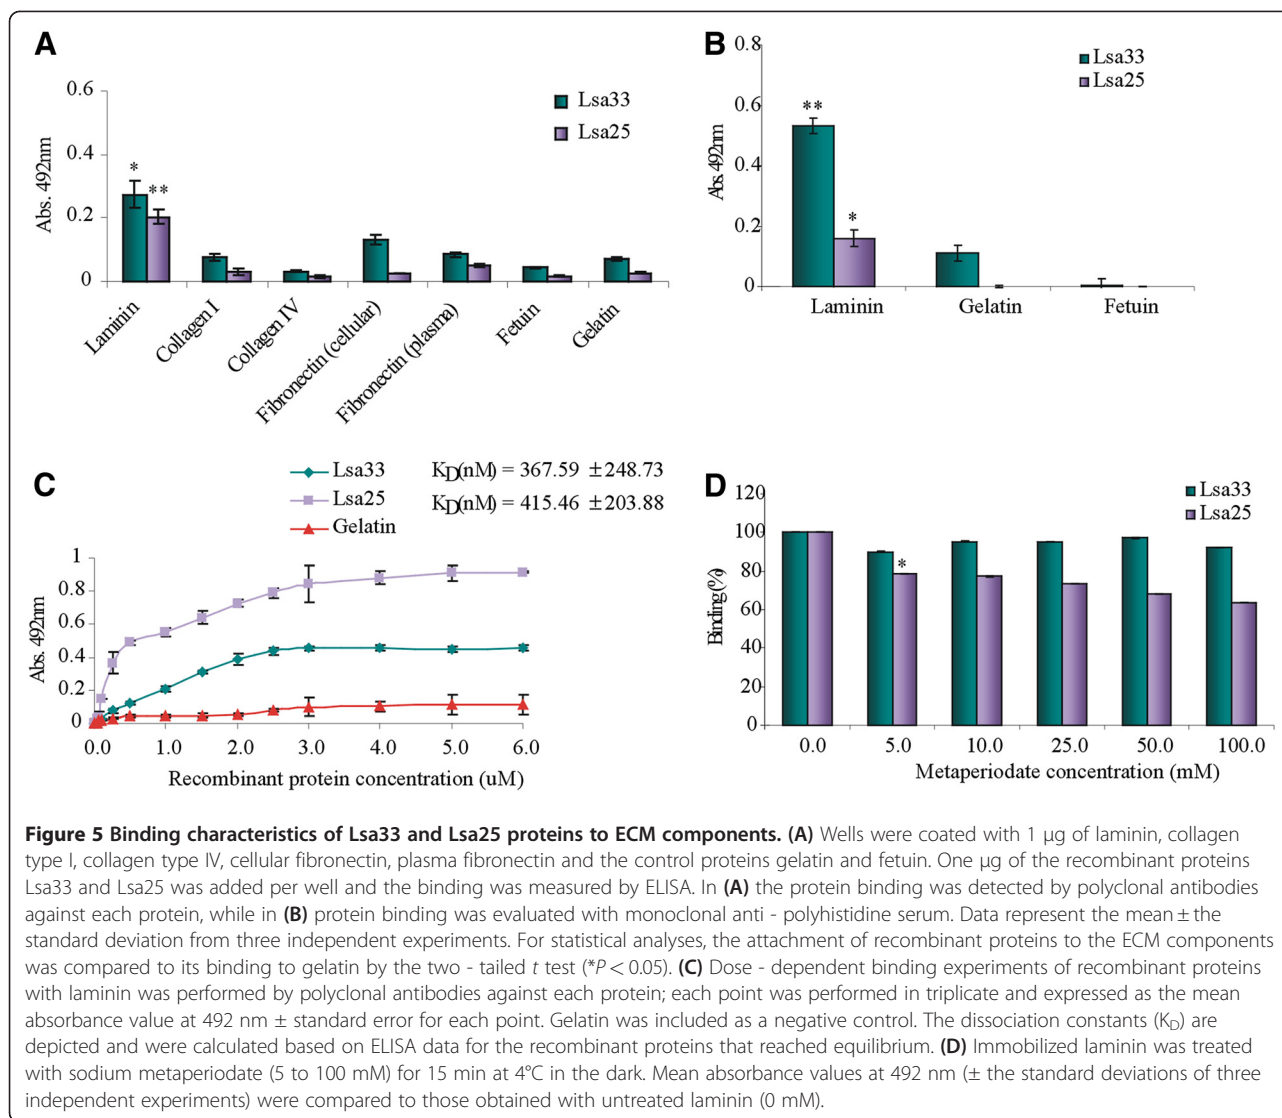 A
0.6
0.4
0.2
0
Abs. 492nm
Lsa33
Lsa25
*
**
Laminin
Collagen I
Collagen IV
Fibronectin (cellular)
Fibronectin (plasma)
Fetuin
Gelatin
B
0.8
0.6
0.4
0.2
0
Abs. 492nm
Lsa33
Lsa25
**
*
Laminin
Gelatin
Fetuin
C
Lsa33 KD(nM) = 367.59 ±248.73
Lsa25 KD(nM) = 415.46 ±203.88
Gelatin
1
0.8
0.6
0.4
0.2
0
Abs. 492nm
0.0 1.0 2.0 3.0 4.0 5.0 6.0
Recombinant protein concentration (uM)
D
120
100
80
60
40
20
0
Binding (%)
Lsa33
Lsa25
*
0.0 5.0 10.0 25.0 50.0 100.0
Metaperiodate concentration (mM)
Figure 5 Binding characteristics of Lsa33 and Lsa25 proteins to ECM components. (A) Wells were coated with 1 μg of laminin, collagen
type I, collagen type IV, cellular fibronectin, plasma fibronectin and the control proteins gelatin and fetuin. One μg of the recombinant proteins
Lsa33 and Lsa25 was added per well and the binding was measured by ELISA. In (A) the protein binding was detected by polyclonal antibodies
against each protein, while in (B) protein binding was evaluated with monoclonal anti - polyhistidine serum. Data represent the mean ± the
standard deviation from three independent experiments. For statistical analyses, the attachment of recombinant proteins to the ECM components
was compared to its binding to gelatin by the two - tailed t test (*P < 0.05). (C) Dose - dependent binding experiments of recombinant proteins
with laminin was performed by polyclonal antibodies against each protein; each point was performed in triplicate and expressed as the mean
absorbance value at 492 nm ± standard error for each point. Gelatin was included as a negative control. The dissociation constants (KD) are
depicted and were calculated based on ELISA data for the recombinant proteins that reached equilibrium. (D) Immobilized laminin was treated
with sodium metaperiodate (5 to 100 mM) for 15 min at 4°C in the dark. Mean absorbance values at 492 nm (± the standard deviations of three
independent experiments) were compared to those obtained with untreated laminin (0 mM).